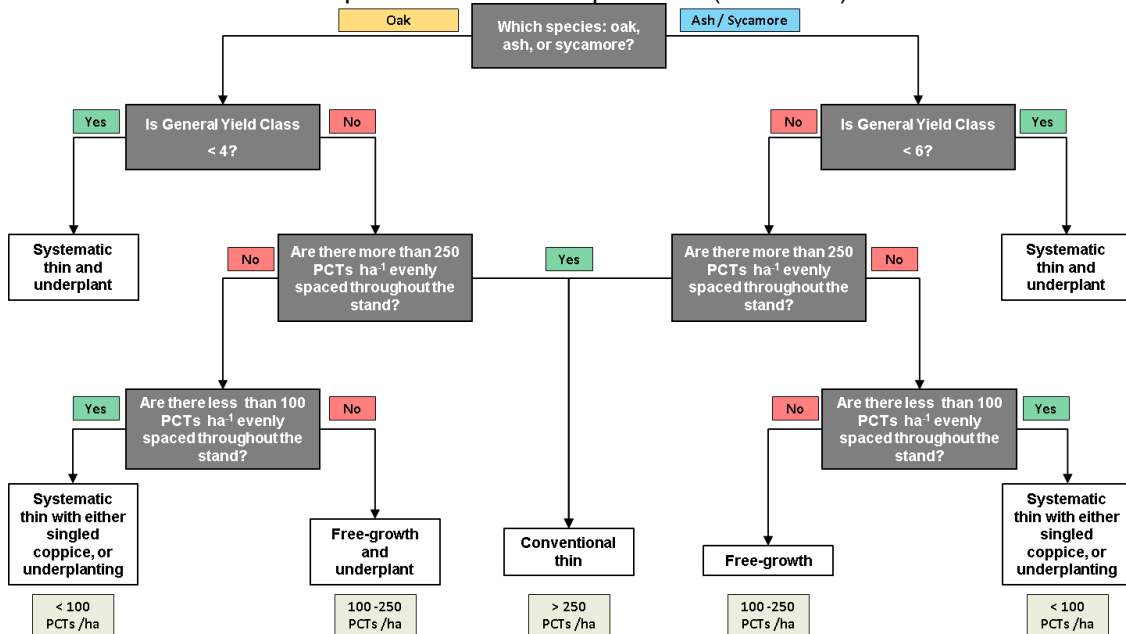 Oak
Which species: oak,
ash, or sycamore?
Ash / Sycamore
Yes
Is General Yield Class
< 4?
No
No
Is General Yield Class
< 6?
Yes
Systematic
thin and
underplant
No
Are there more than 250
PCTs ha-1 evenly
spaced throughout the
stand?
Yes
Are there more than 250
PCTs ha-1 evenly
spaced throughout the
stand?
No
Systematic
thin and
underplant
Yes
Are there less than 100
PCTs ha-1 evenly
spaced throughout the
stand?
No
No
Are there less than 100
PCTs ha-1 evenly
spaced throughout the
stand?
Yes
Systematic
thin with either
singled
coppice, or
underplanting
Free-growth
and
underplant
Conventional
thin
Free-growth
Systematic
thin with either
singled
coppice, or
underplanting
< 100
PCTs /ha
100 -250
PCTs /ha
> 250
PCTs /ha
100-250
PCTs /ha
< 100
PCTs /ha